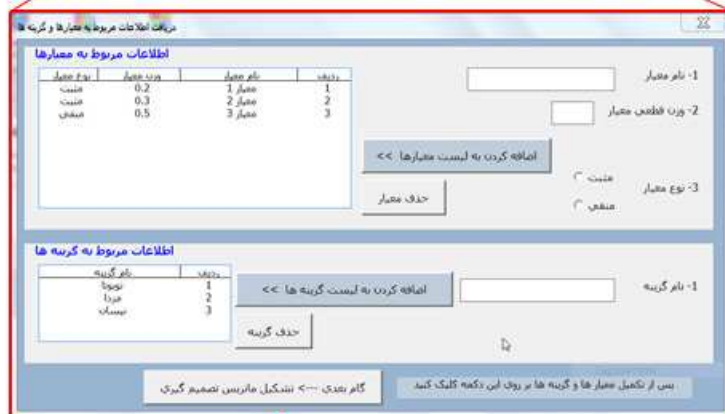 دریافت اطلاعات مربوط به معیارها و گزینه ها
اطلاعات مربوط به معیارها
ردیف نام معیار وزن معیار نوع معیار
1 معیار 1 0.2 مثبت
2 معیار 2 0.3 مثبت
3 معیار 3 0.5 منفی
1- نام معیار
2- وزن قطعی معیار
3- نوع معیار
مثبت
منفی
اضافه کردن به لیست معیارها >>
حذف معیار
اطلاعات مربوط به گزینه ها
ردیف نام گزینه
1 تویوتا
2 مزدا
3 نیسان
1- نام گزینه
اضافه کردن به لیست گزینه ها >>
حذف گزینه
پس از تکمیل معیار ها و گزینه ها بر روی این دکمه کلیک کنید
گام بعدی ---> تشکیل ماتریس تصمیم گیری